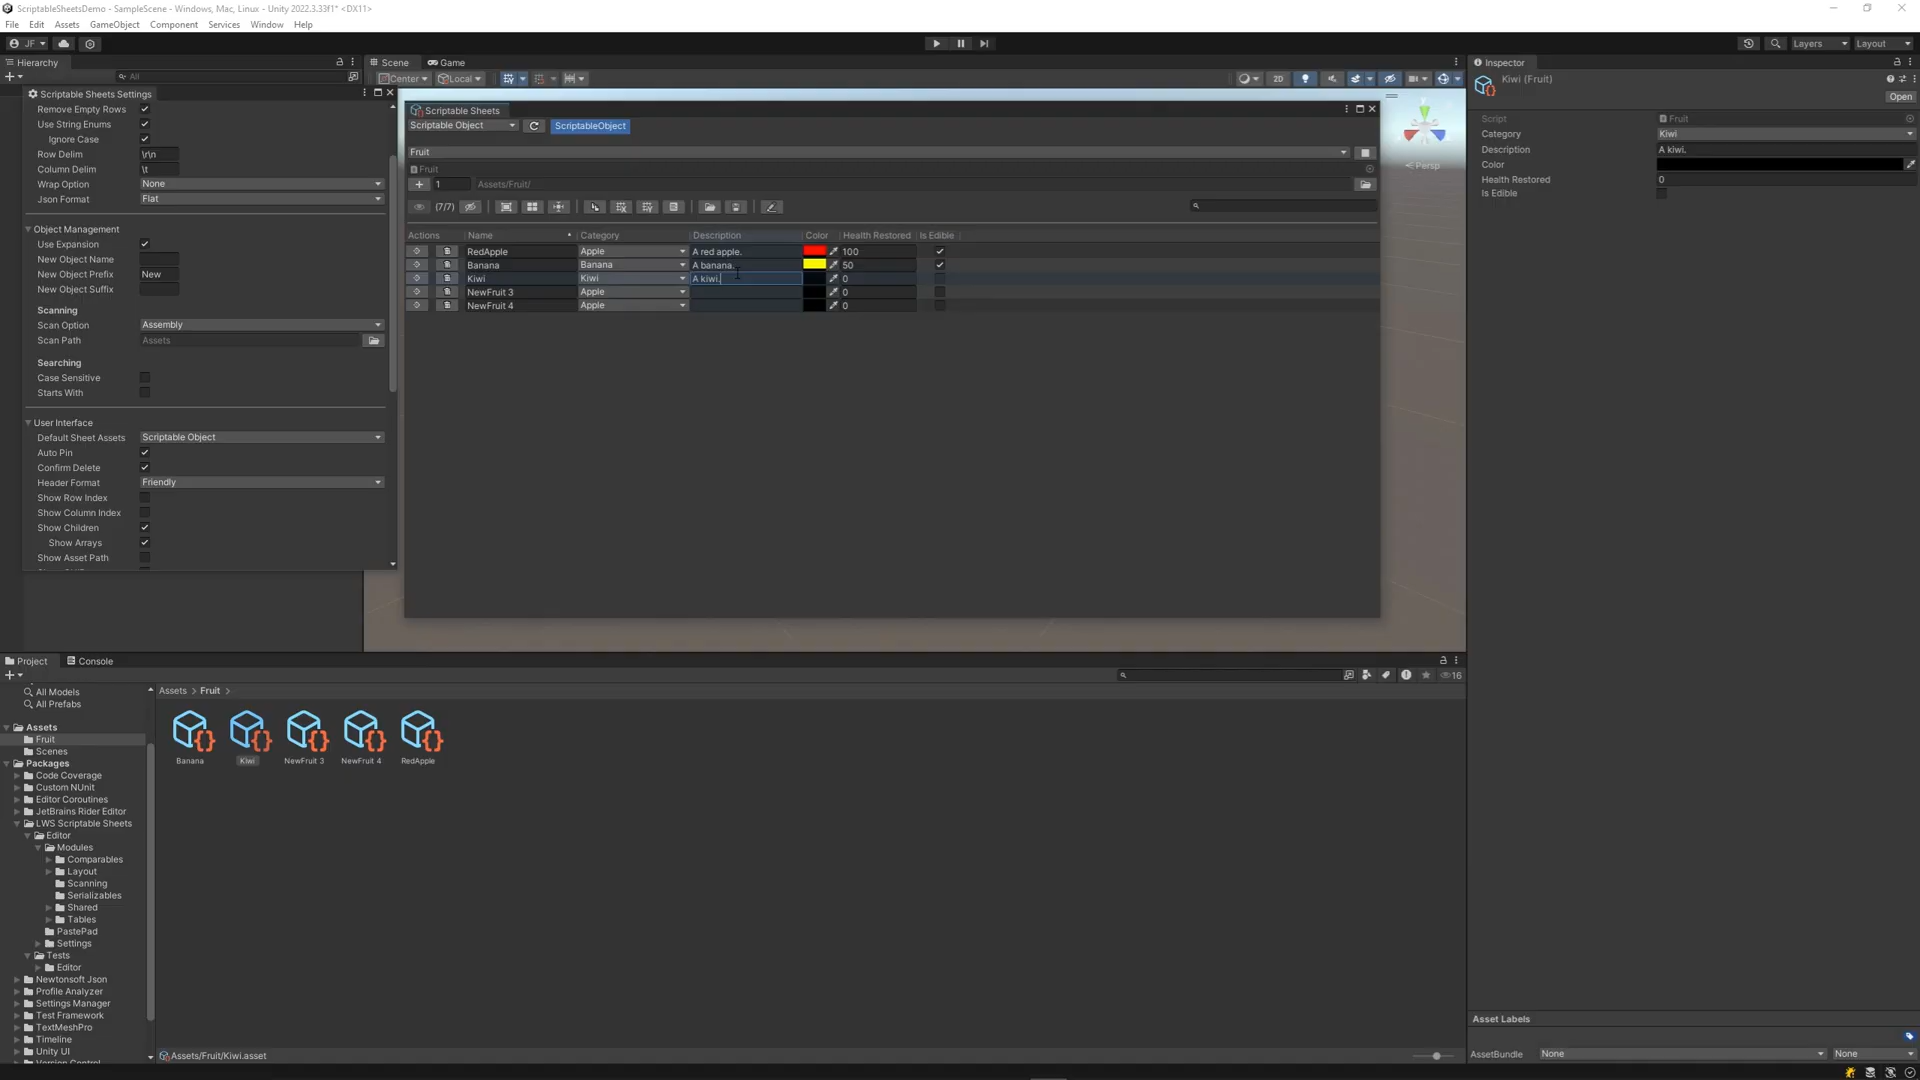 ScriptableSheetsDemo - SampleScene - Windows, Mac, Linux - Unity 2022.3.33f1* <DX11>
File Edit Assets GameObject Component Services Window Help
JF Layers Layout
Hierarchy
All
Scene Game
Center Local 2D
Persp
Scriptable Sheets Settings
Remove Empty Rows
Use String Enums
Ignore Case
Row Delim \r\n
Column Delim \t
Wrap Option None
Json Format Flat
Object Management
Use Expansion
New Object Name
New Object Prefix New
New Object Suffix
Scanning
Scan Option Assembly
Scan Path Assets
Searching
Case Sensitive
Starts With
User Interface
Default Sheet Assets Scriptable Object
Auto Pin
Confirm Delete
Header Format Friendly
Show Row Index
Show Column Index
Show Children
Show Arrays
Show Asset Path
Scriptable Sheets
Scriptable Object ScriptableObject
Fruit
Fruit
1 Assets/Fruit/
(7/7)
Actions Name Category Description Color Health Restored Is Edible
RedApple Apple A red apple. 100
Banana Banana A banana. 50
Kiwi Kiwi A kiwi. 0
NewFruit 3 Apple 0
NewFruit 4 Apple 0
Inspector
Kiwi (Fruit)
Open
Script Fruit
Category Kiwi
Description A kiwi.
Color
Health Restored 0
Is Edible
Asset Labels
AssetBundle None None
Project Console
16
All Models
All Prefabs
Assets
Fruit
Scenes
Packages
Code Coverage
Custom NUnit
Editor Coroutines
JetBrains Rider Editor
LWS Scriptable Sheets
Editor
Modules
Comparables
Layout
Scanning
Serializables
Shared
Tables
PastePad
Settings
Tests
Editor
Newtonsoft Json
Profile Analyzer
Settings Manager
Test Framework
TextMeshPro
Timeline
Unity UI
Version Control
Assets > Fruit >
Banana Kiwi NewFruit 3 NewFruit 4 RedApple
Assets/Fruit/Kiwi.asset